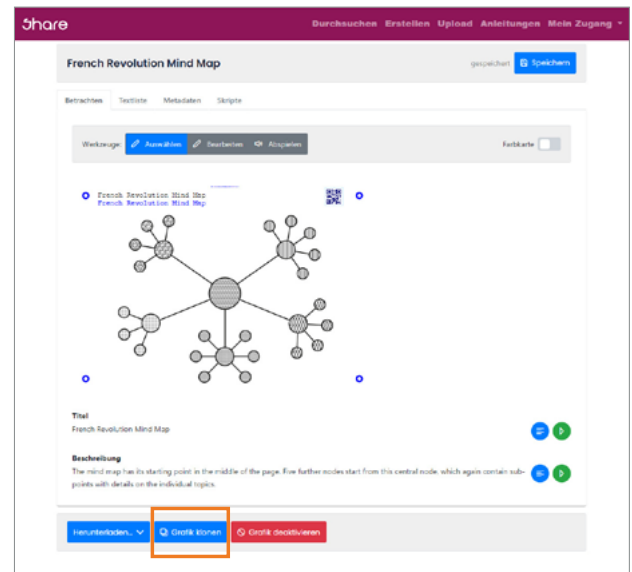 Share
Durchsuchen Erstellen Upload Anleitungen Mein Zugang
French Revolution Mind Map
gespeichert Speichern
Betrachten Textliste Metadaten Skripte
Werkzeuge: Auswählen Bearbeiten Abspielen Farbkarte
French Revolution Mind Map
French Revolution Mind Map
Titel
French Revolution Mind Map
Beschreibung
The mind map has its starting point in the middle of the page. Five further nodes start from this central node, which again contain sub-
points with details on the individual topics.
Herunterladen... Grafik klonen Grafik deaktivieren